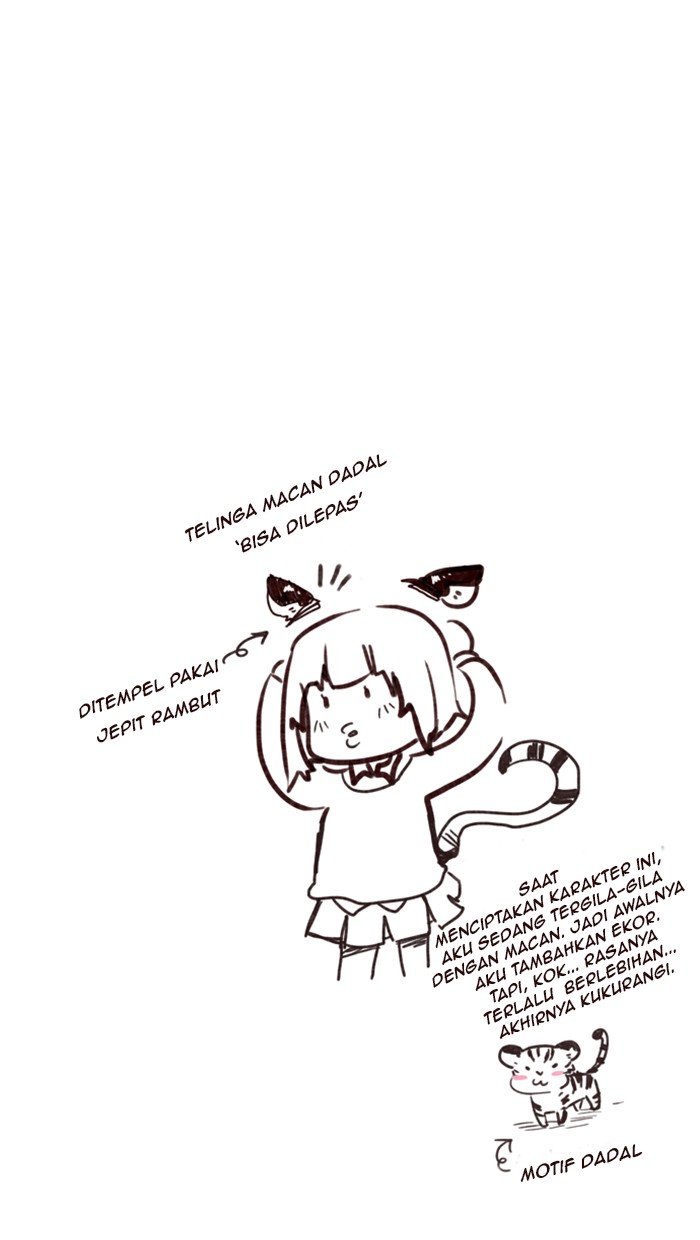 TELINGA MACAN DADAL
'BISA DILEPAS'
DITEMPEL PAKAI
JEPIT RAMBUT
SAAT
MENCIPTAKAN KARAKTER INI,
AKU SEDANG TERGILA-GILA
DENGAN MACAN. JADI AWALNYA
AKU TAMBAHKAN EKOR.
TAPI, KOK... RASANYA
TERLALU BERLEBIHAN...
AKHIRNYA KUKURANGI.
MOTIF DADAL